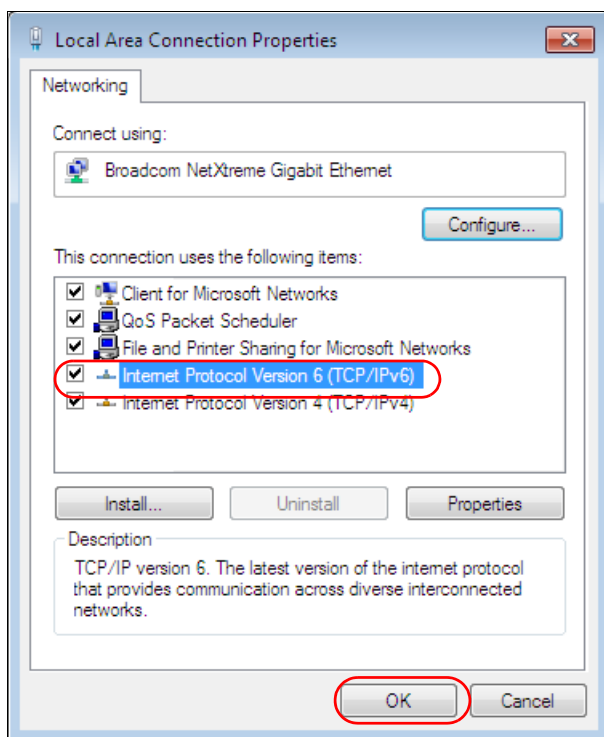 Local Area Connection Properties
Networking
Connect using:
Broadcom NetXtreme Gigabit Ethernet
Configure...
This connection uses the following items:
Client for Microsoft Networks
QoS Packet Scheduler
File and Printer Sharing for Microsoft Networks
Internet Protocol Version 6 (TCP/IPv6)
Internet Protocol Version 4 (TCP/IPv4)
Install...
Uninstall
Properties
Description
TCP/IP version 6. The latest version of the internet protocol
that provides communication across diverse interconnected
networks.
OK
Cancel